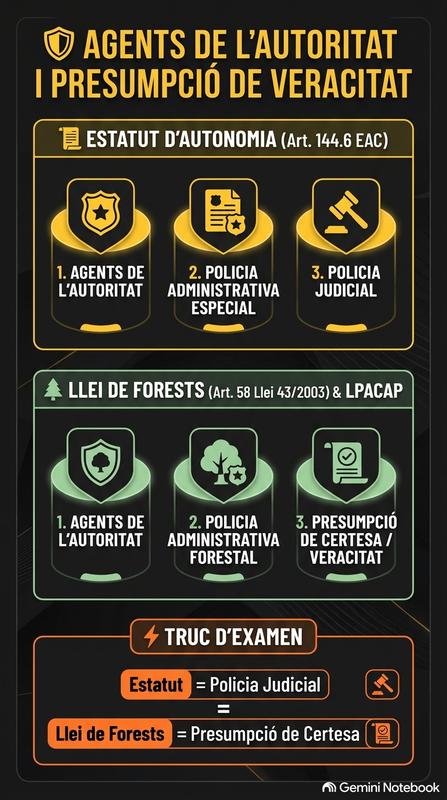 AGENTS DE L'AUTORITAT
I PRESUMPCIÓ DE VERACITAT
ESTATUT D'AUTONOMIA (Art. 144.6 EAC)
1. AGENTS DE
L'AUTORITAT
2. POLICIA
ADMINISTRATIVA
ESPECIAL
3. POLICIA
JUDICIAL
LLEI DE FORESTS (Art. 58 Llei 43/2003) & LPACAP
1. AGENTS DE
L'AUTORITAT
2. POLICIA
ADMINISTRATIVA
FORESTAL
3. PRESUMPCIÓ
DE CERTESA /
VERACITAT
TRUC D'EXAMEN
Estatut = Policia Judicial
=
Llei de Forests = Presumpció de Certesa
Gemini Notebook